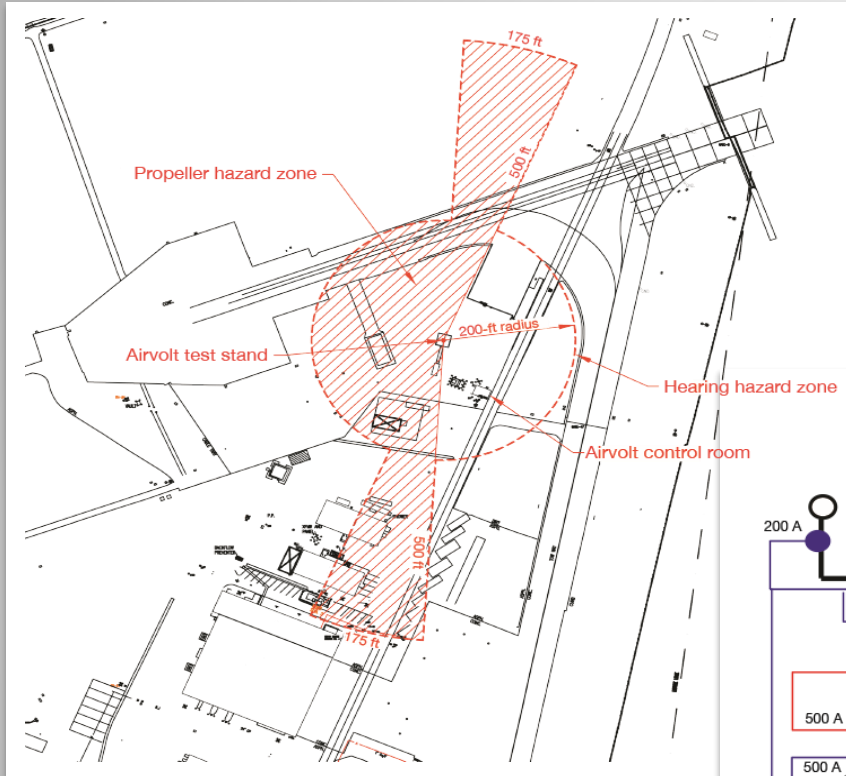 175 ft
500 ft
Propeller hazard zone
200-ft radius
Airvolt test stand
Hearing hazard zone
Airvolt control room
200 A
500 ft
175 ft
500 A
500 A